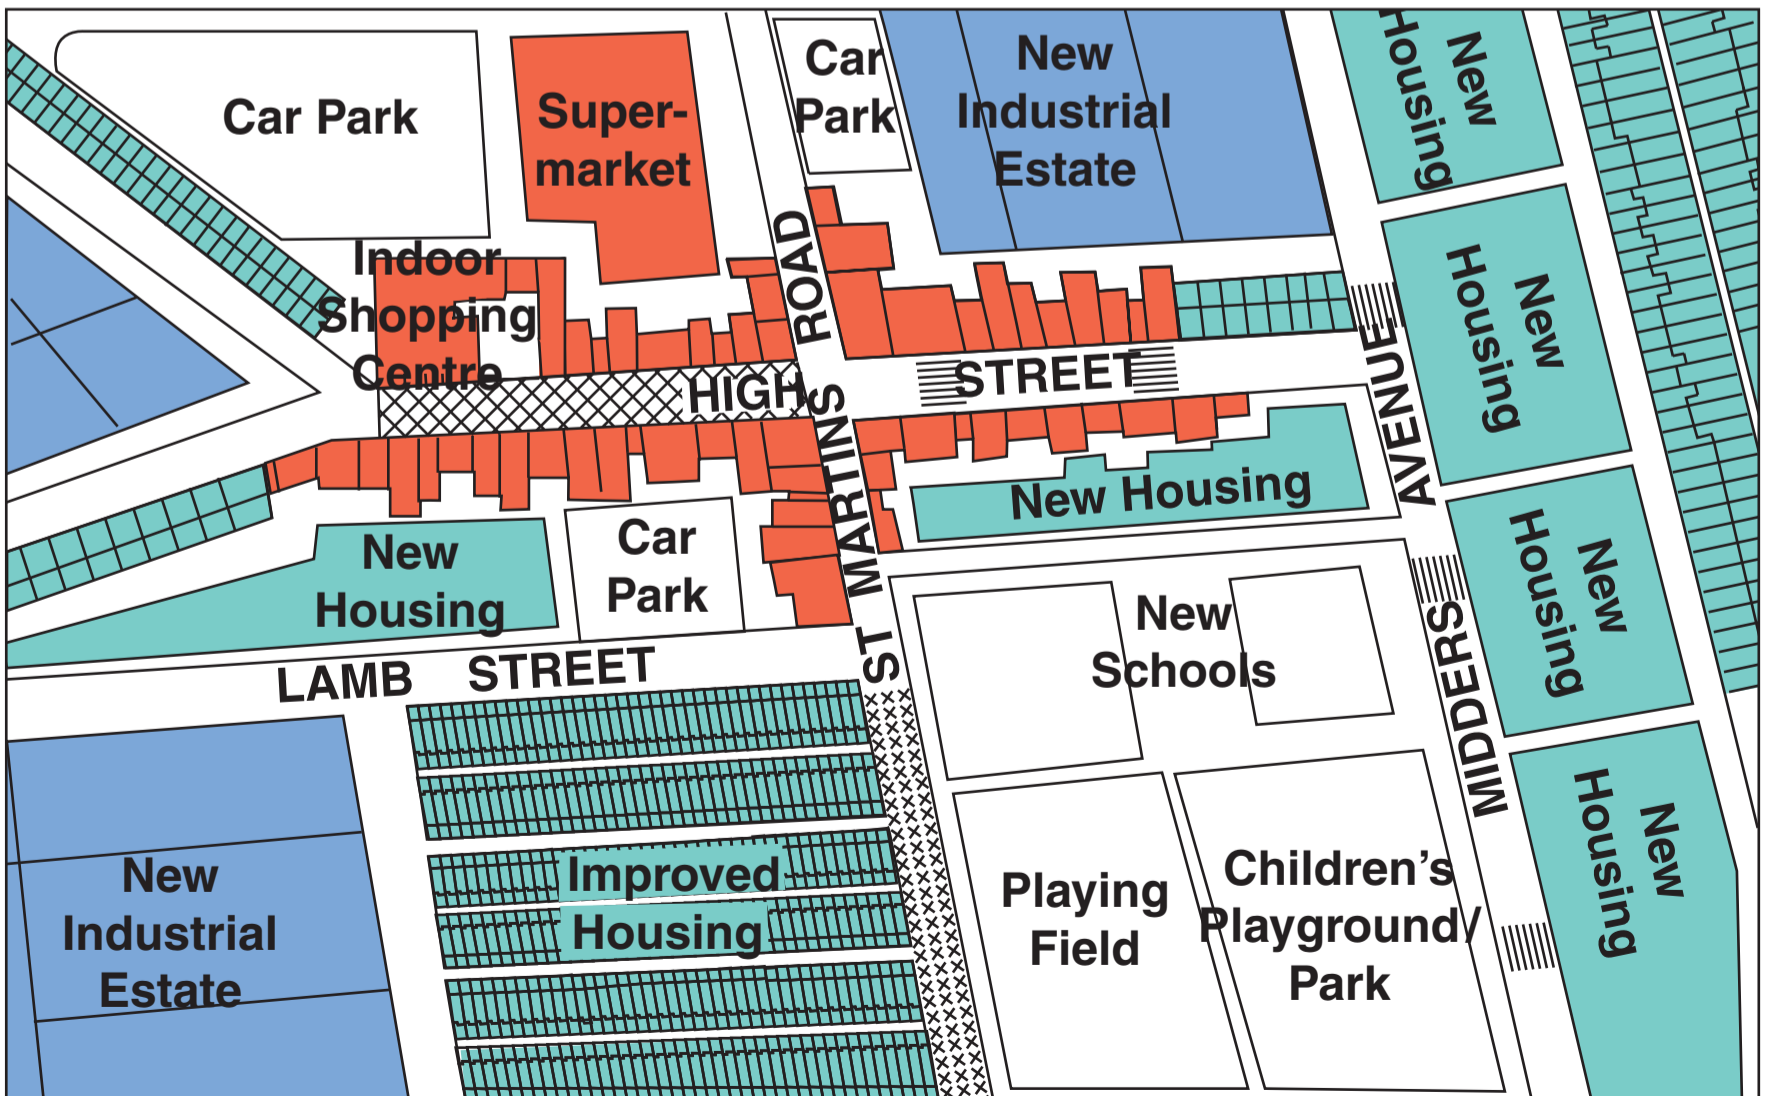 Car Park
Super-
market
Car
Park
New
Industrial
Estate
New
Housing
Indoor
Shopping
Centre
HIGH STREET
ST MARTINS ROAD
MIDDERS AVENUE
New
Housing
New Housing
New
Housing
Car
Park
New
Schools
New
Housing
LAMB STREET
New
Industrial
Estate
Improved
Housing
Playing
Field
Children's
Playground/
Park
New
Housing